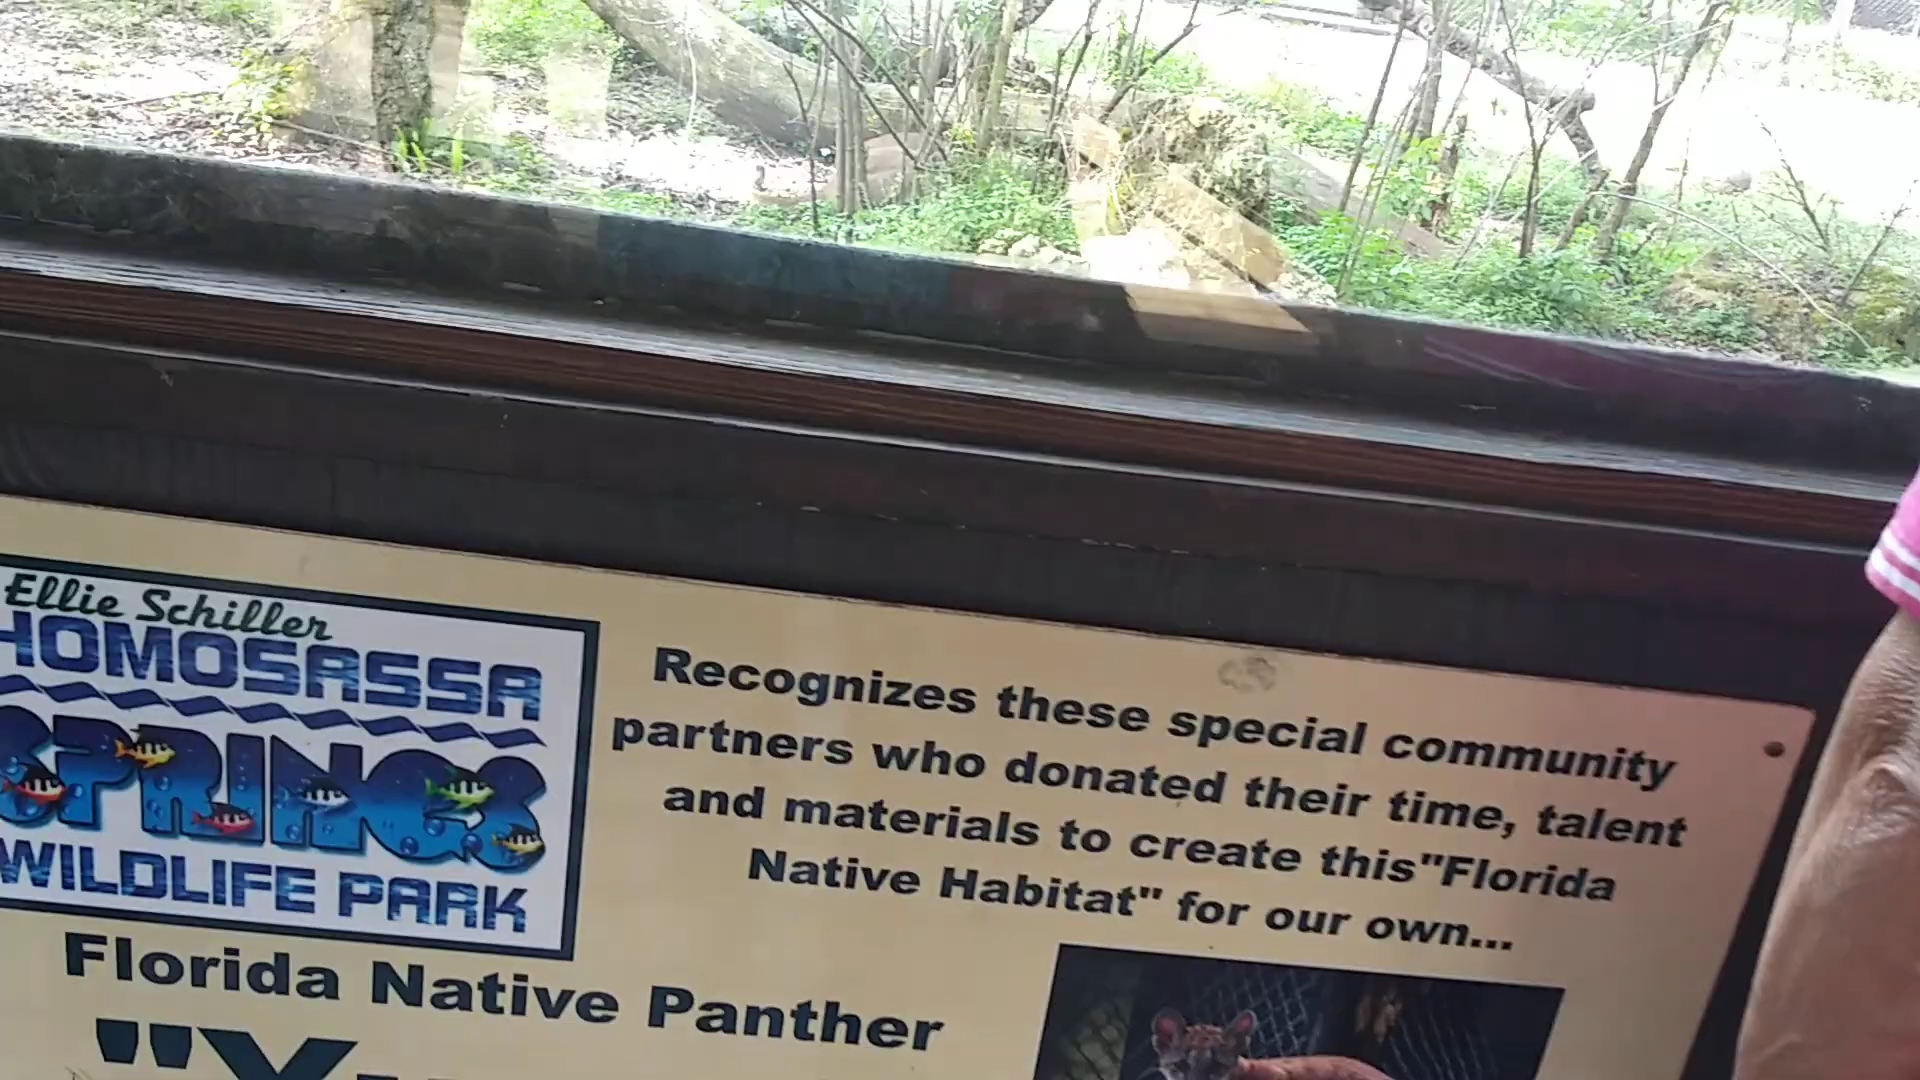 Ellie Schiller
HOMOSASSA
SPRINGS
WILDLIFE PARK
Recognizes these special community
partners who donated their time, talent
and materials to create this"Florida
Native Habitat" for our own...
Florida Native Panther